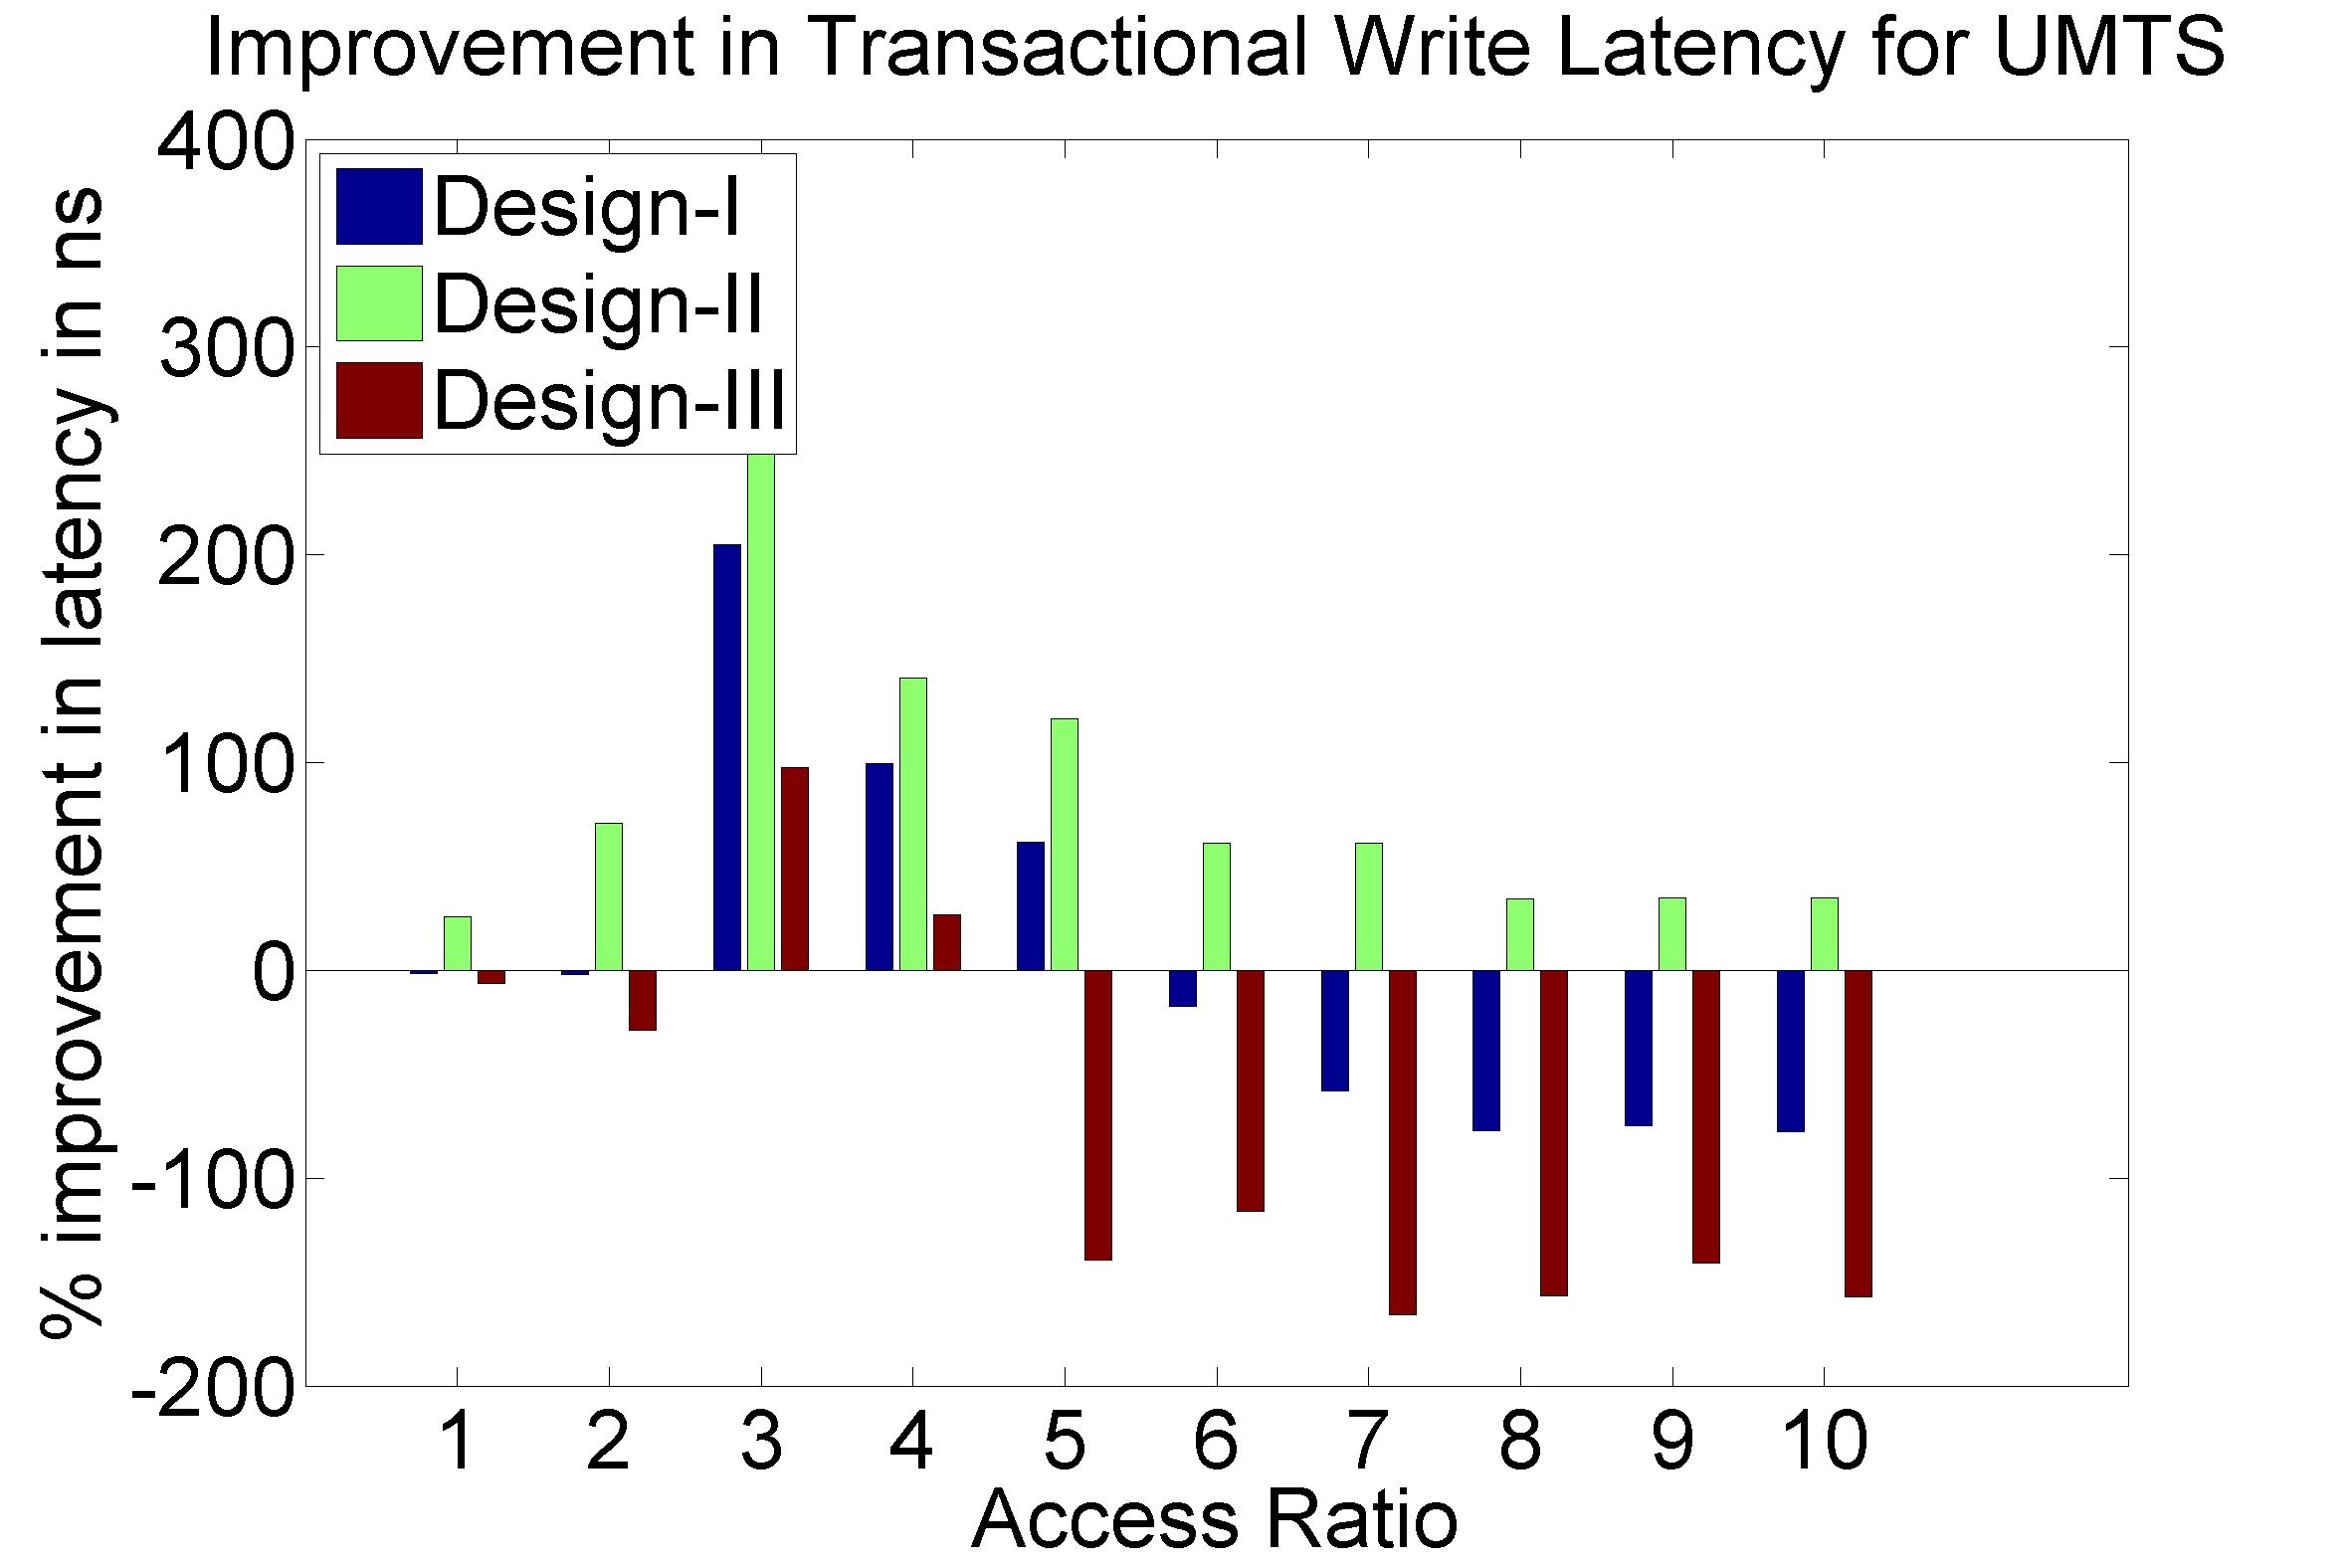 Improvement in Transactional Write Latency for UMTS
400
300
200
100
0
-100
-200
% improvement in latency in ns
Design-I
Design-II
Design-III
1 2 3 4 5 6 7 8 9 10
Access Ratio